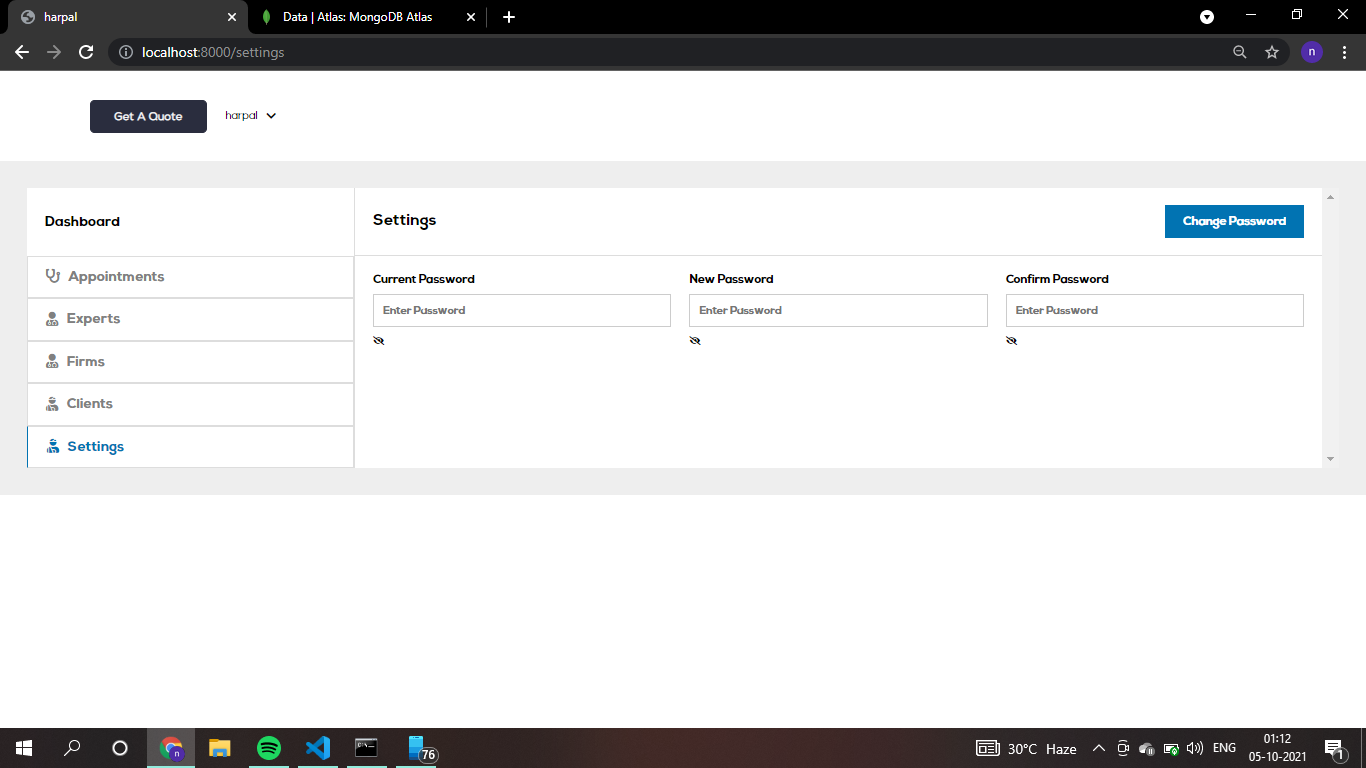 harpal
Data | Atlas: MongoDB Atlas
localhost:8000/settings
n
Get A Quote
harpal
Dashboard
Settings
Change Password
Appointments
Experts
Firms
Clients
Settings
Current Password
New Password
Confirm Password
Enter Password
Enter Password
Enter Password
n
76
30°C Haze
ENG
01:12
05-10-2021
1